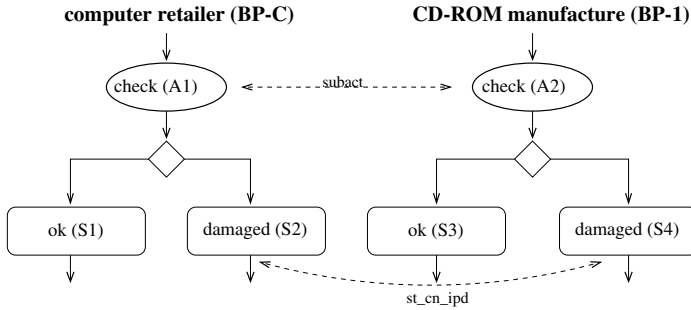 computer retailer (BP-C) CD-ROM manufacture (BP-1)
check (A1) subact check (A2)
ok (S1) damaged (S2) ok (S3) damaged (S4)
st_cn_ipd